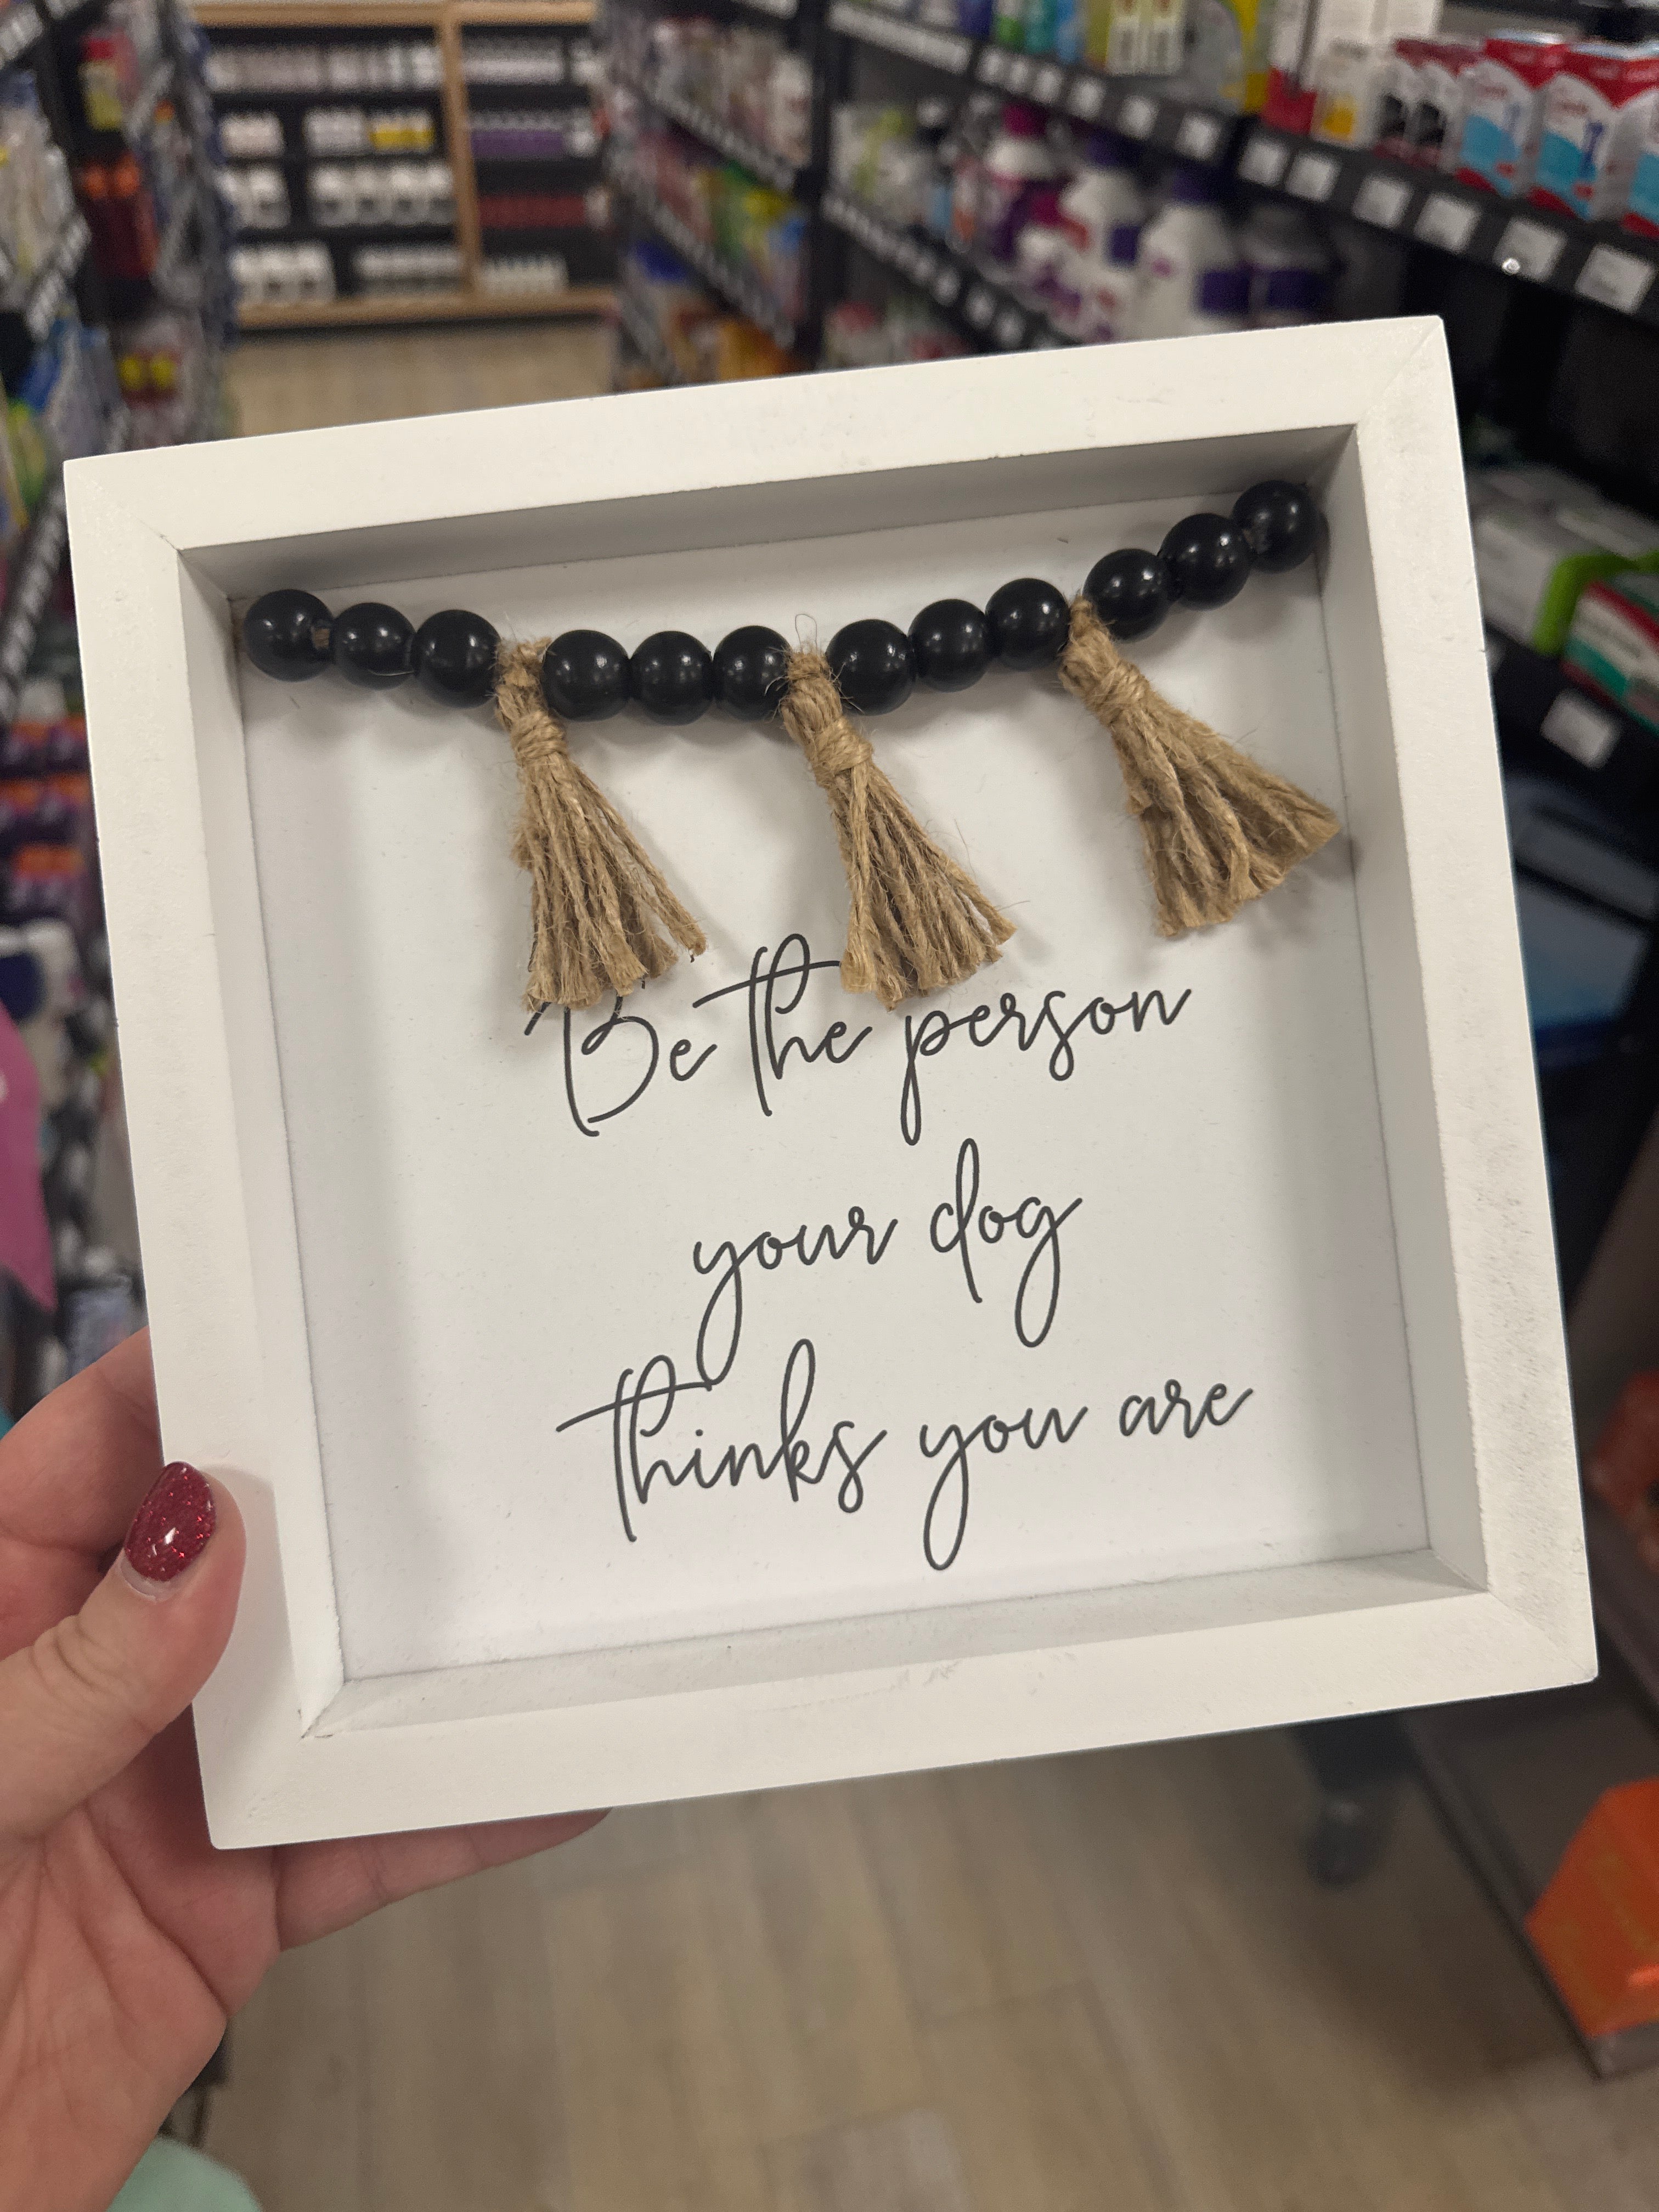 Be the person
your dog
thinks you are